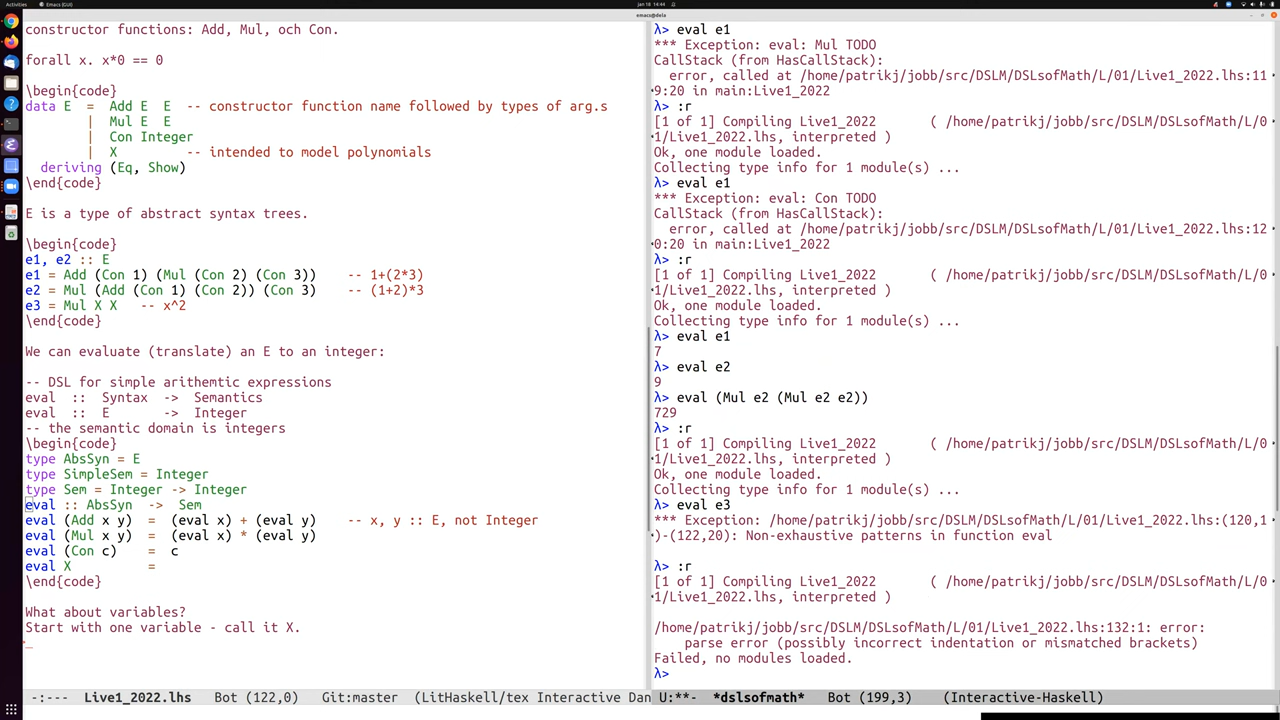 Activities
Emacs (GUI)
Jan 18 14:44
emacs@dela
constructor functions: Add, Mul, och Con.
forall x. x*0 == 0
\begin{code}
data E  =  Add E  E  -- constructor function name followed by types of arg.s
        |  Mul E  E
        |  Con Integer
        |  X         -- intended to model polynomials
  deriving (Eq, Show)
\end{code}
E is a type of abstract syntax trees.
\begin{code}
e1, e2 :: E
e1 = Add (Con 1) (Mul (Con 2) (Con 3))    -- 1+(2*3)
e2 = Mul (Add (Con 1) (Con 2)) (Con 3)    -- (1+2)*3
e3 = Mul X X   -- x^2
\end{code}
We can evaluate (translate) an E to an integer:
-- DSL for simple arithemtic expressions
eval  ::  Syntax  ->  Semantics
eval  ::  E       ->  Integer
-- the semantic domain is integers
\begin{code}
type AbsSyn = E
type SimpleSem = Integer
type Sem = Integer -> Integer
eval :: AbsSyn  ->  Sem
eval (Add x y)  =  (eval x) + (eval y)    -- x, y :: E, not Integer
eval (Mul x y)  =  (eval x) * (eval y)
eval (Con c)    =  c
eval X          =
\end{code}
What about variables?
Start with one variable - call it X.
-:---  Live1_2022.lhs   Bot (122,0)    Git:master  (LitHaskell/tex Interactive Dan
λ> eval e1
*** Exception: eval: Mul TODO
CallStack (from HasCallStack):
  error, called at /home/patrikj/jobb/src/DSLM/DSLsofMath/L/01/Live1_2022.lhs:11
9:20 in main:Live1_2022
λ> :r
[1 of 1] Compiling Live1_2022       ( /home/patrikj/jobb/src/DSLM/DSLsofMath/L/0
1/Live1_2022.lhs, interpreted )
Ok, one module loaded.
Collecting type info for 1 module(s) ...
λ> eval e1
*** Exception: eval: Con TODO
CallStack (from HasCallStack):
  error, called at /home/patrikj/jobb/src/DSLM/DSLsofMath/L/01/Live1_2022.lhs:12
0:20 in main:Live1_2022
λ> :r
[1 of 1] Compiling Live1_2022       ( /home/patrikj/jobb/src/DSLM/DSLsofMath/L/0
1/Live1_2022.lhs, interpreted )
Ok, one module loaded.
Collecting type info for 1 module(s) ...
λ> eval e1
7
λ> eval e2
9
λ> eval (Mul e2 (Mul e2 e2))
729
λ> :r
[1 of 1] Compiling Live1_2022       ( /home/patrikj/jobb/src/DSLM/DSLsofMath/L/0
1/Live1_2022.lhs, interpreted )
Ok, one module loaded.
Collecting type info for 1 module(s) ...
λ> eval e3
*** Exception: /home/patrikj/jobb/src/DSLM/DSLsofMath/L/01/Live1_2022.lhs:(120,1
)-(122,20): Non-exhaustive patterns in function eval
λ> :r
[1 of 1] Compiling Live1_2022       ( /home/patrikj/jobb/src/DSLM/DSLsofMath/L/0
1/Live1_2022.lhs, interpreted )
/home/patrikj/jobb/src/DSLM/DSLsofMath/L/01/Live1_2022.lhs:132:1: error:
    parse error (possibly incorrect indentation or mismatched brackets)
Failed, no modules loaded.
λ>
U:**-  *dslsofmath*   Bot (199,3)    (Interactive-Haskell)